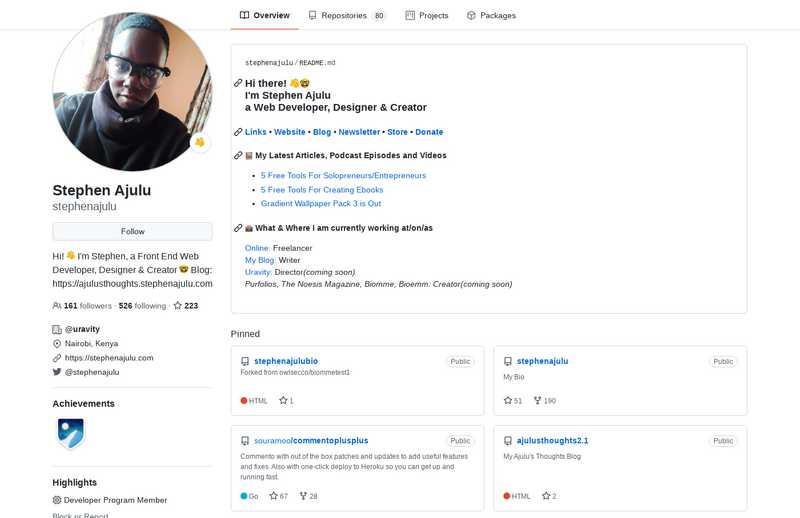 Overview Repositories 80 Projects Packages
stephenajulu/README.md
Hi there! 👋🤓
I'm Stephen Ajulu
a Web Developer, Designer & Creator
Links • Website • Blog • Newsletter • Store • Donate
My Latest Articles, Podcast Episodes and Videos
• 5 Free Tools For Solopreneurs/Entrepreneurs
• 5 Free Tools For Creating Ebooks
• Gradient Wallpaper Pack 3 is Out
What & Where I am currently working at/on/as
Online: Freelancer
My Blog: Writer
Uravity: Director(coming soon)
Purfolios, The Noesis Magazine, Biomme, Bioemm: Creator(coming soon)
Stephen Ajulu
stephenajulu
Follow
Hi! 👋 I'm Stephen, a Front End Web
Developer, Designer & Creator 🤓 Blog:
https://ajulusthoughts.stephenajulu.com
161 followers · 526 following · 223
@uravity
Nairobi, Kenya
https://stephenajulu.com
@stephenajulu
Achievements
Highlights
Developer Program Member
Block or Report
Pinned
stephenajulubio Public
Forked from owlsecco/biommetest1
HTML 1
stephenajulu Public
My Bio
51 190
souramoo/commentoplusplus Public
Commento with out of the box patches and updates to add useful features
and fixes. Also with one-click deploy to Heroku so you can get up and
running fast.
Go 67 28
ajulusthoughts2.1 Public
My Ajulu's Thoughts Blog
HTML 2